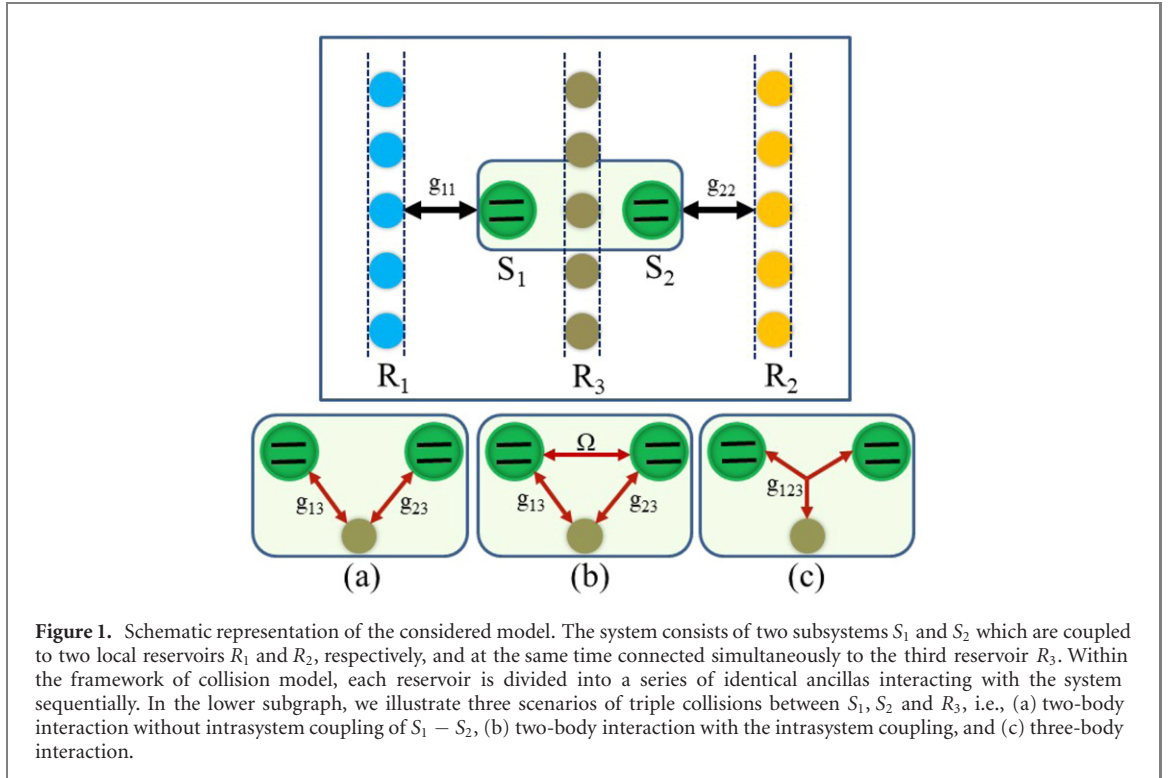 g₁₁
g₂₂
S₁
S₂
R₁
R₃
R₂
Ω
g₁₃
g₂₃
g₁₃
g₂₃
g₁₂₃
(a)
(b)
(c)
Figure 1. Schematic representation of the considered model. The system consists of two subsystems S₁ and S₂ which are coupled
to two local reservoirs R₁ and R₂, respectively, and at the same time connected simultaneously to the third reservoir R₃. Within
the framework of collision model, each reservoir is divided into a series of identical ancillas interacting with the system
sequentially. In the lower subgraph, we illustrate three scenarios of triple collisions between S₁, S₂ and R₃, i.e., (a) two-body
interaction without intrasystem coupling of S₁ − S₂, (b) two-body interaction with the intrasystem coupling, and (c) three-body
interaction.